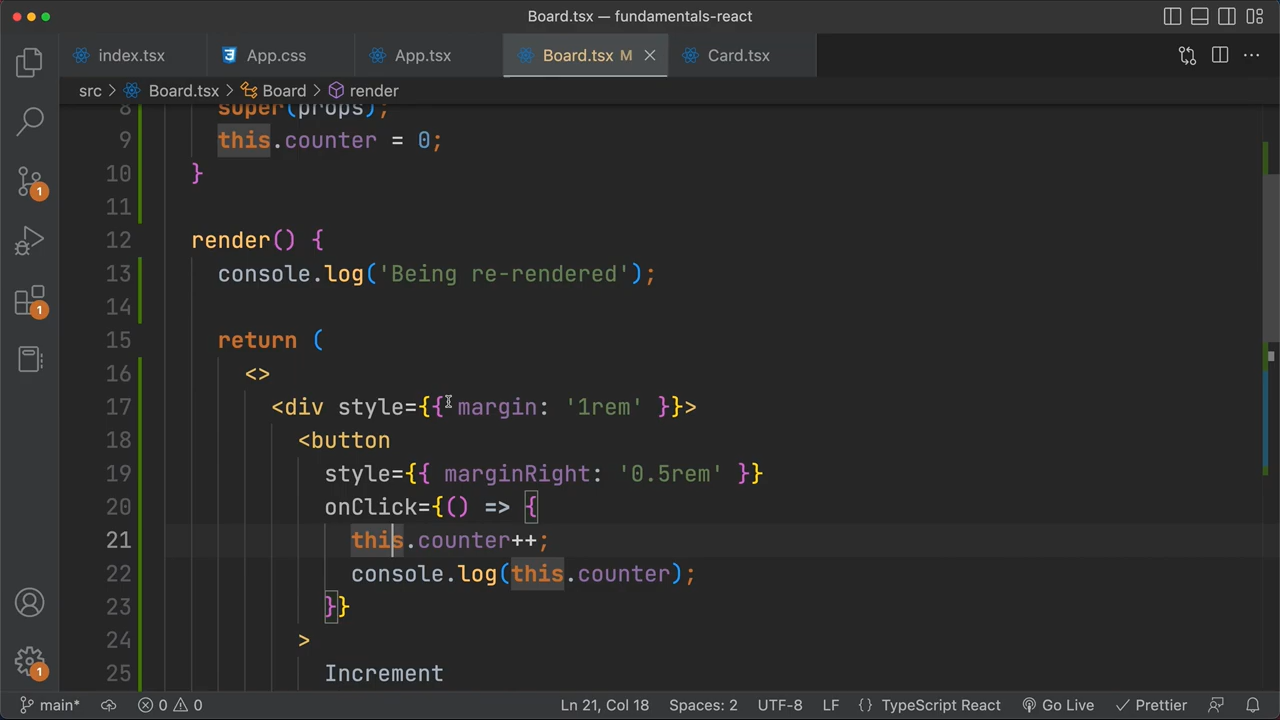 Board.tsx — fundamentals-react
index.tsx
App.css
App.tsx
Board.tsx M
Card.tsx
src > Board.tsx > Board > render
8 super(props);
9 this.counter = 0;
10 }
11
12 render() {
13 console.log('Being re-rendered');
14
15 return (
16 <>
17 <div style={{ margin: '1rem' }}>
18 <button
19 style={{ marginRight: '0.5rem' }}
20 onClick={() => {
21 this.counter++;
22 console.log(this.counter);
23 }}
24 >
25 Increment
1
1
1
main* 0 0 Ln 21, Col 18 Spaces: 2 UTF-8 LF {} TypeScript React Go Live Prettier